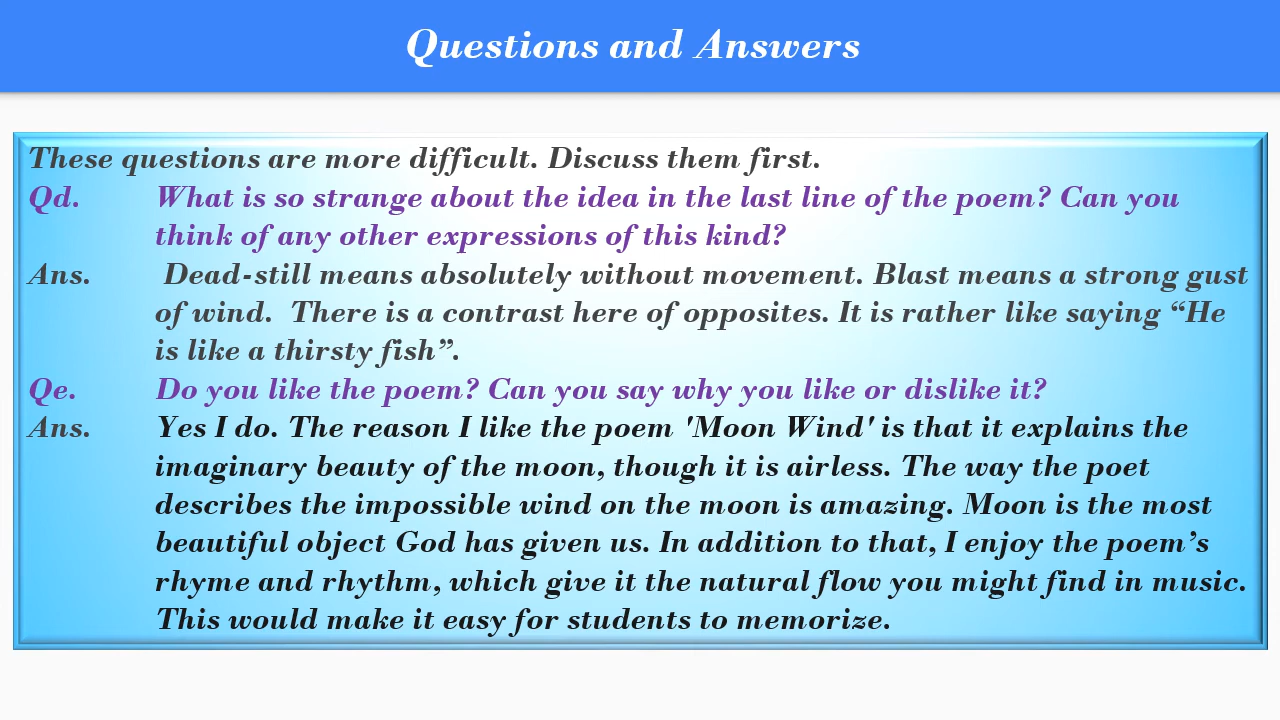 Questions and Answers
These questions are more difficult. Discuss them first.
Qd. What is so strange about the idea in the last line of the poem? Can you
think of any other expressions of this kind?
Ans. Dead-still means absolutely without movement. Blast means a strong gust
of wind. There is a contrast here of opposites. It is rather like saying “He
is like a thirsty fish”.
Qe. Do you like the poem? Can you say why you like or dislike it?
Ans. Yes I do. The reason I like the poem 'Moon Wind' is that it explains the
imaginary beauty of the moon, though it is airless. The way the poet
describes the impossible wind on the moon is amazing. Moon is the most
beautiful object God has given us. In addition to that, I enjoy the poem’s
rhyme and rhythm, which give it the natural flow you might find in music.
This would make it easy for students to memorize.